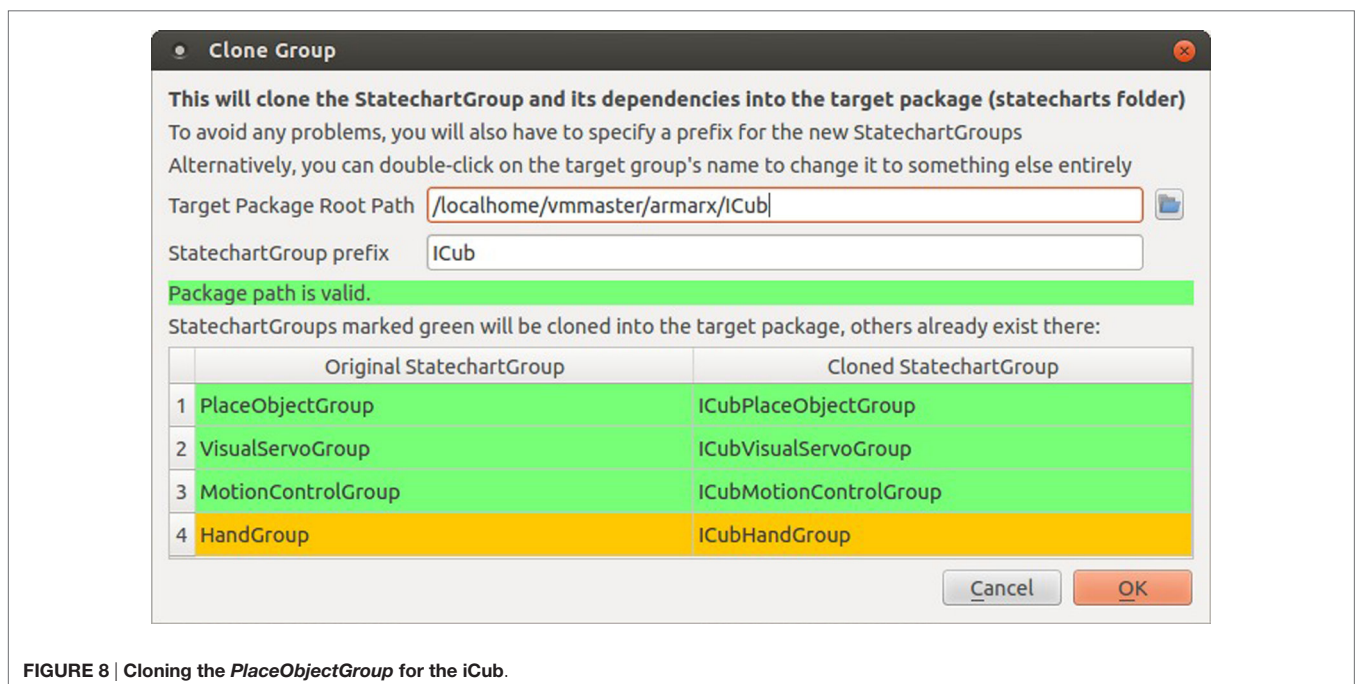 Clone Group
This will clone the StatechartGroup and its dependencies into the target package (statecharts folder)
To avoid any problems, you will also have to specify a prefix for the new StatechartGroups
Alternatively, you can double-click on the target group's name to change it to something else entirely
Target Package Root Path /localhome/vmmaster/armarx/ICub
StatechartGroup prefix ICub
Package path is valid.
StatechartGroups marked green will be cloned into the target package, others already exist there:
Original StatechartGroup Cloned StatechartGroup
1 PlaceObjectGroup ICubPlaceObjectGroup
2 VisualServoGroup ICubVisualServoGroup
3 MotionControlGroup ICubMotionControlGroup
4 HandGroup ICubHandGroup
Cancel OK
FIGURE 8 | Cloning the PlaceObjectGroup for the iCub.